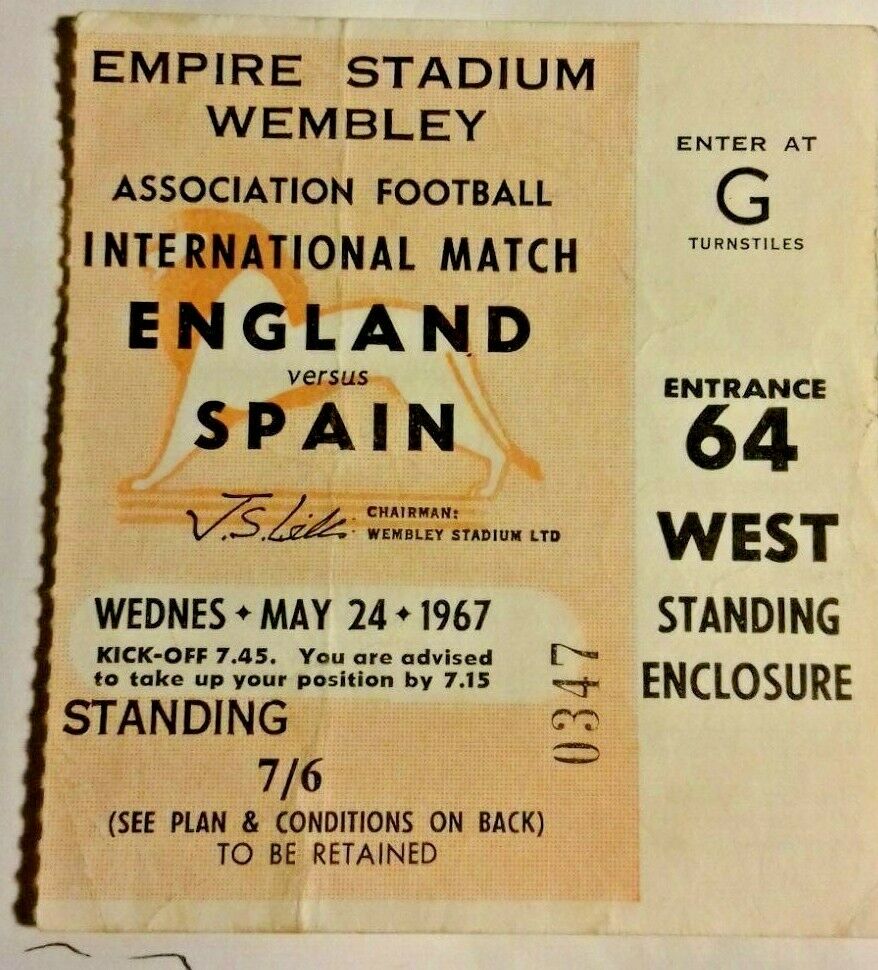 EMPIRE STADIUM
WEMBLEY
ASSOCIATION FOOTBALL
INTERNATIONAL MATCH
ENGLAND
versus
SPAIN
CHAIRMAN:
WEMBLEY STADIUM LTD
WEDNES ✦ MAY 24 ✦ 1967
KICK-OFF 7.45. You are advised
to take up your position by 7.15
STANDING
7/6
(SEE PLAN & CONDITIONS ON BACK)
TO BE RETAINED
0347
ENTER AT
G
TURNSTILES
ENTRANCE
64
WEST
STANDING
ENCLOSURE